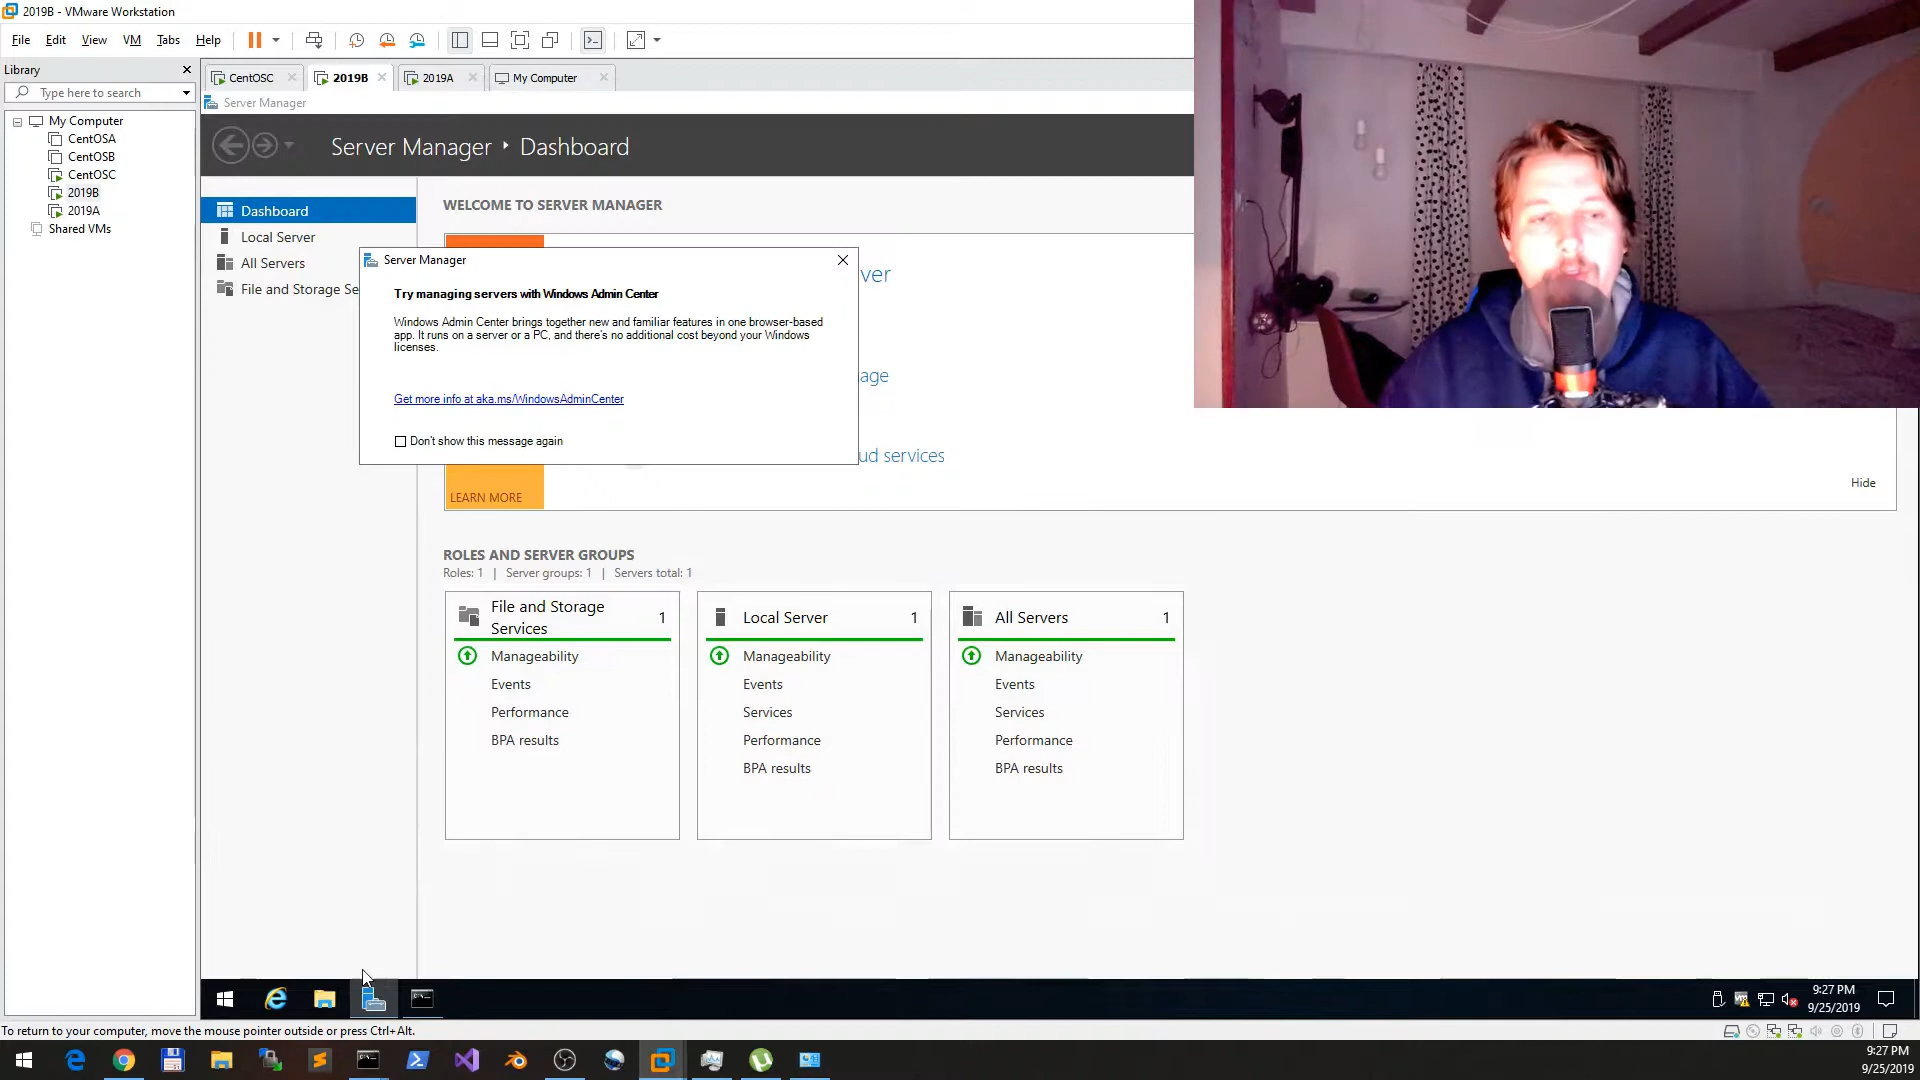 2019B - VMware Workstation
File Edit View VM Tabs Help
Library
Type here to search
My Computer
CentOSA
CentOSB
CentOSC
2019B
2019A
Shared VMs
CentOSC 2019B 2019A My Computer
Server Manager
Server Manager Dashboard
Dashboard
Local Server
All Servers
File and Storage Se
WELCOME TO SERVER MANAGER
ver
age
ud services
LEARN MORE
Hide
Server Manager
Try managing servers with Windows Admin Center
Windows Admin Center brings together new and familiar features in one browser-based
app. It runs on a server or a PC, and there's no additional cost beyond your Windows
licenses.
Get more info at aka.ms/WindowsAdminCenter
Don't show this message again
ROLES AND SERVER GROUPS
Roles: 1 | Server groups: 1 | Servers total: 1
File and Storage
Services
1
Manageability
Events
Performance
BPA results
Local Server 1
Manageability
Events
Services
Performance
BPA results
All Servers 1
Manageability
Events
Services
Performance
BPA results
9:27 PM
9/25/2019
To return to your computer, move the mouse pointer outside or press Ctrl+Alt.
9:27 PM
9/25/2019